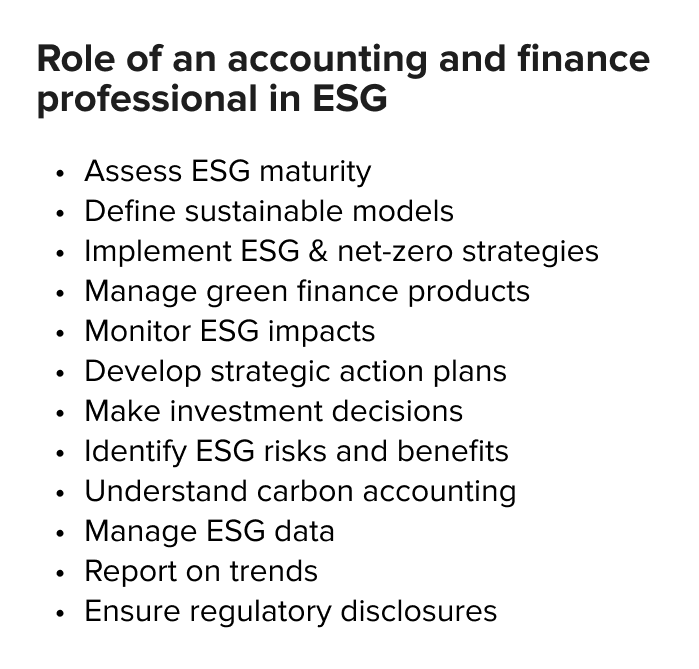 Role of an accounting and finance
professional in ESG
• Assess ESG maturity
• Define sustainable models
• Implement ESG & net-zero strategies
• Manage green finance products
• Monitor ESG impacts
• Develop strategic action plans
• Make investment decisions
• Identify ESG risks and benefits
• Understand carbon accounting
• Manage ESG data
• Report on trends
• Ensure regulatory disclosures